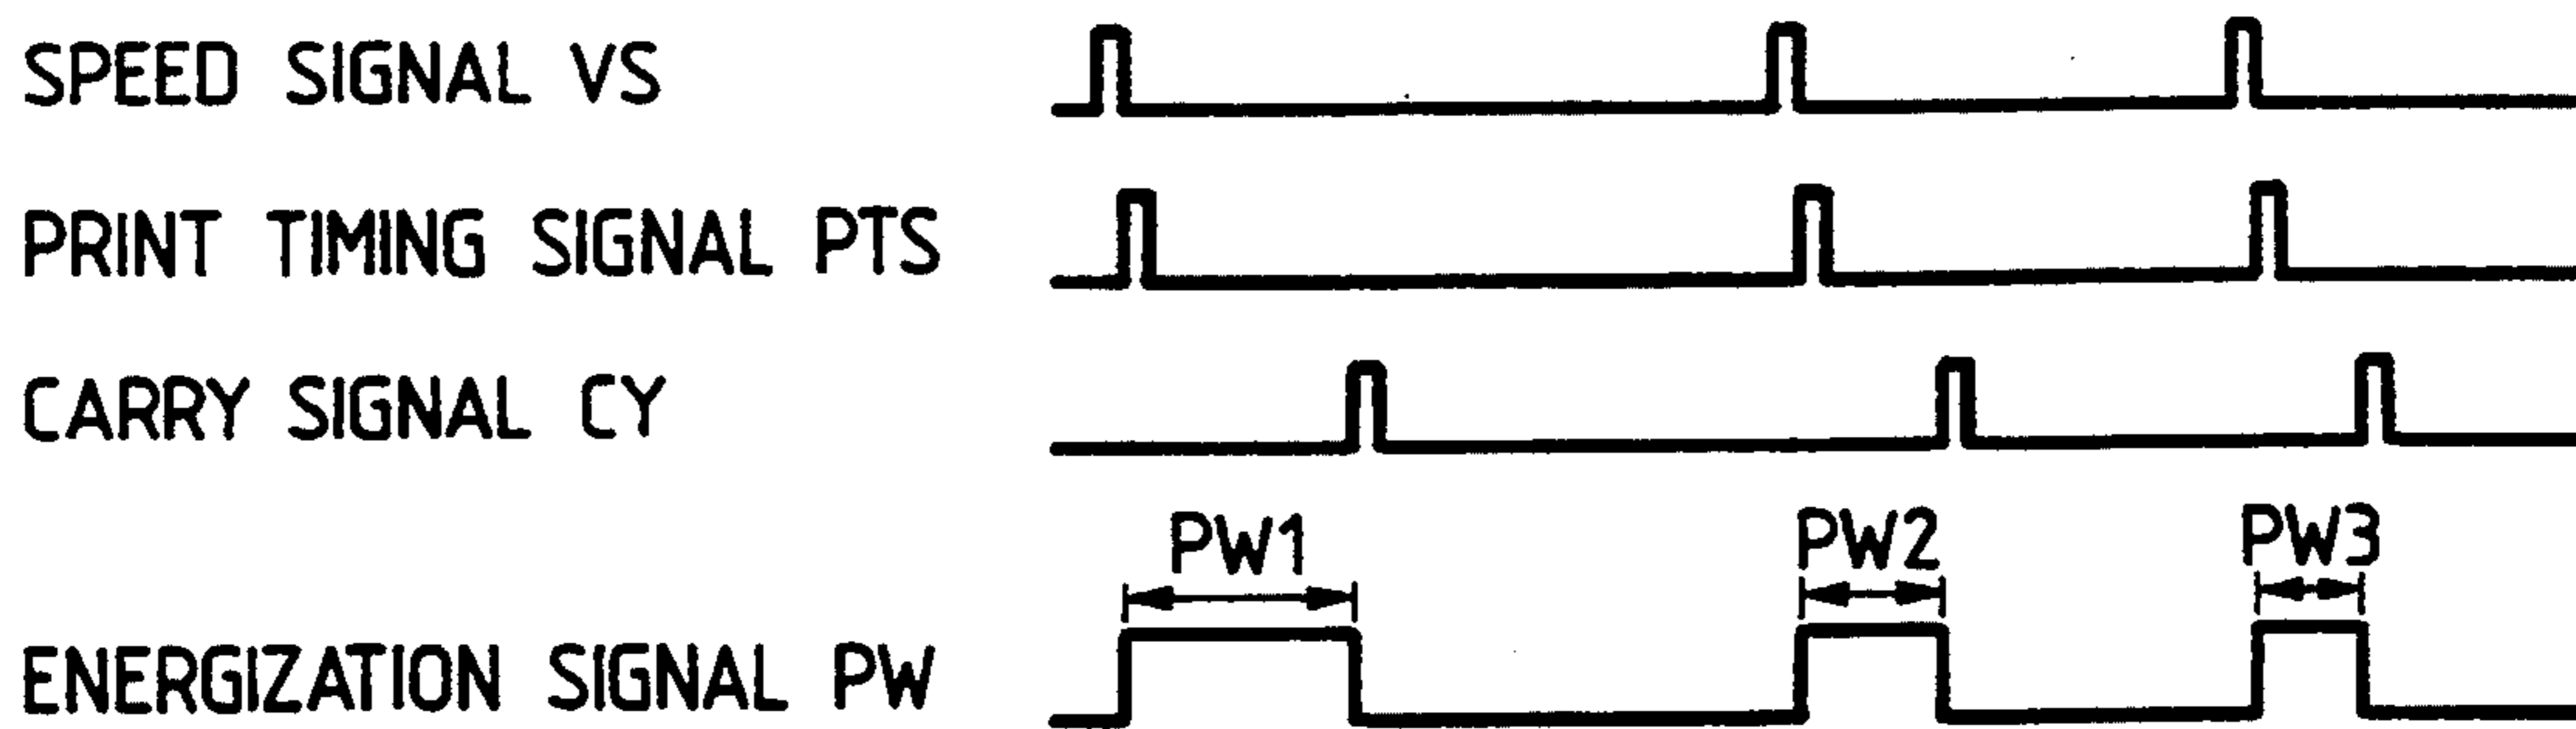 SPEED SIGNAL VS
PRINT TIMING SIGNAL PTS
CARRY SIGNAL CY
PW1 PW2 PW3
ENERGIZATION SIGNAL PW